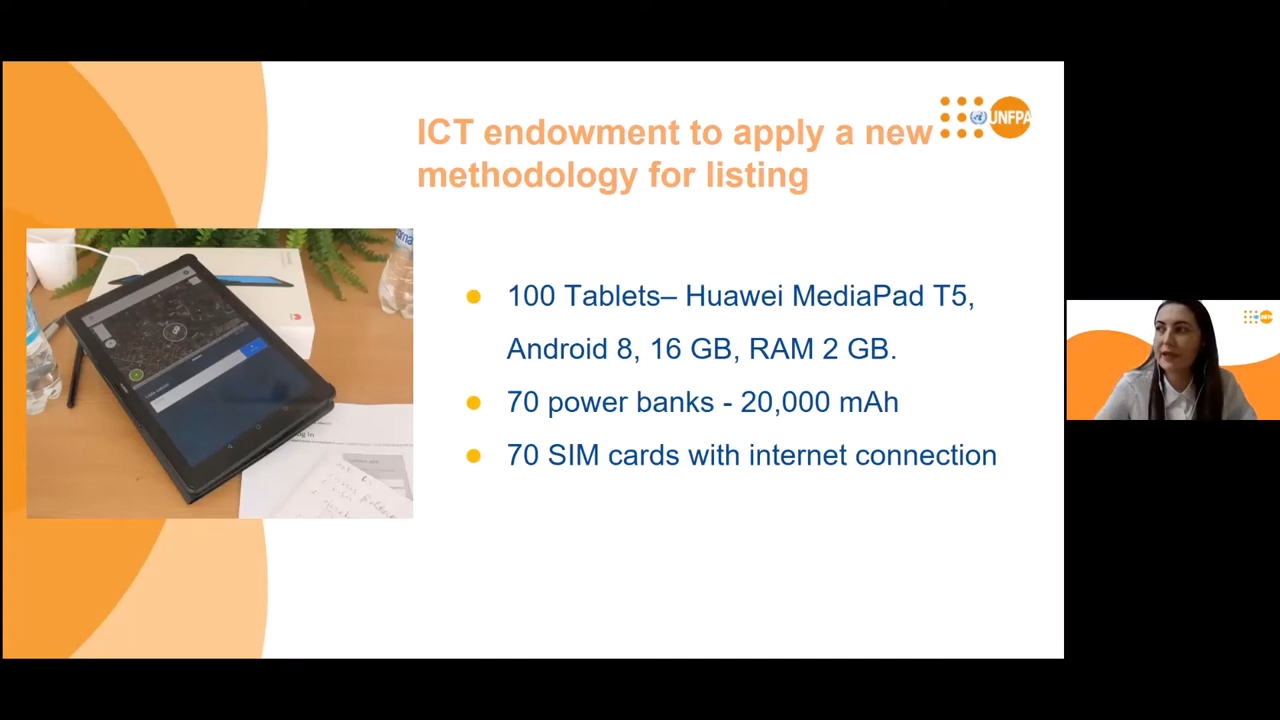 ICT endowment to apply a new
methodology for listing
UNFPA
100 Tablets– Huawei MediaPad T5,
Android 8, 16 GB, RAM 2 GB.
70 power banks - 20,000 mAh
70 SIM cards with internet connection